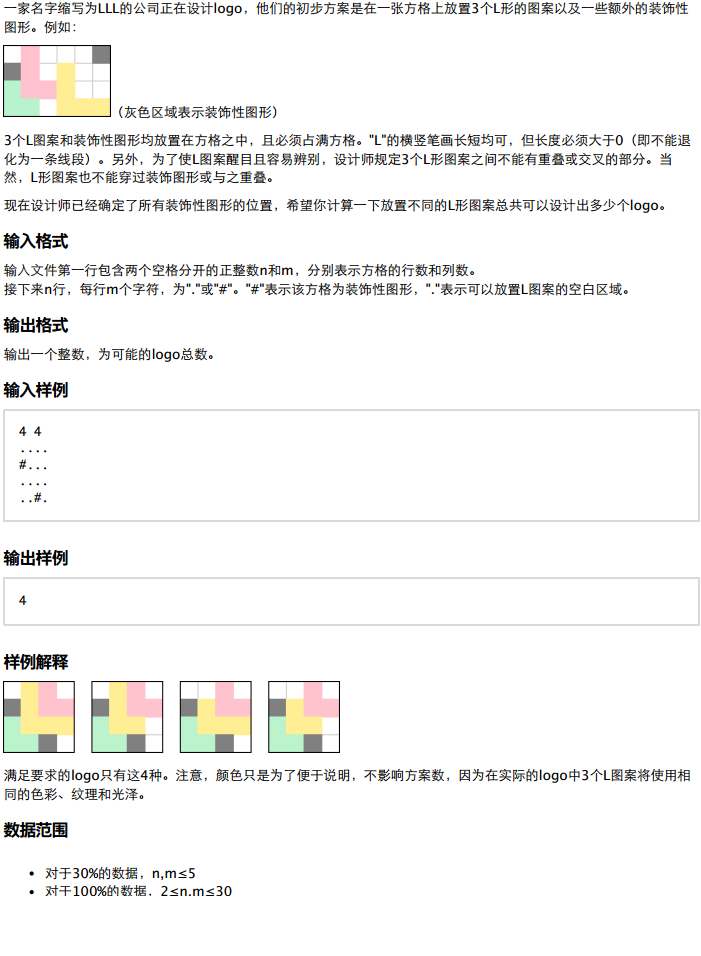 一家名字缩写为LLL的公司正在设计logo，他们的初步方案是在一张方格上放置3个L形的图案以及一些额外的装饰性
图形。例如：
（灰色区域表示装饰性图形）
3个L图案和装饰性图形均放置在方格之中，且必须占满方格。"L"的横竖笔画长短均可，但长度必须大于0（即不能退
化为一条线段）。另外，为了使L图案醒目且容易辨别，设计师规定3个L形图案之间不能有重叠或交叉的部分。当
然，L形图案也不能穿过装饰图形或与之重叠。
现在设计师已经确定了所有装饰性图形的位置，希望你计算一下放置不同的L形图案总共可以设计出多少个logo。
输入格式
输入文件第一行包含两个空格分开的正整数n和m，分别表示方格的行数和列数。
接下来n行，每行m个字符，为"."或"#"。"#"表示该方格为装饰性图形，"."表示可以放置L图案的空白区域。
输出格式
输出一个整数，为可能的logo总数。
输入样例
4 4
....
#...
....
..#.
输出样例
4
样例解释
满足要求的logo只有这4种。注意，颜色只是为了便于说明，不影响方案数，因为在实际的logo中3个L图案将使用相
同的色彩、纹理和光泽。
数据范围
• 对于30%的数据，n,m≤5
• 对于100%的数据，2≤n,m≤30